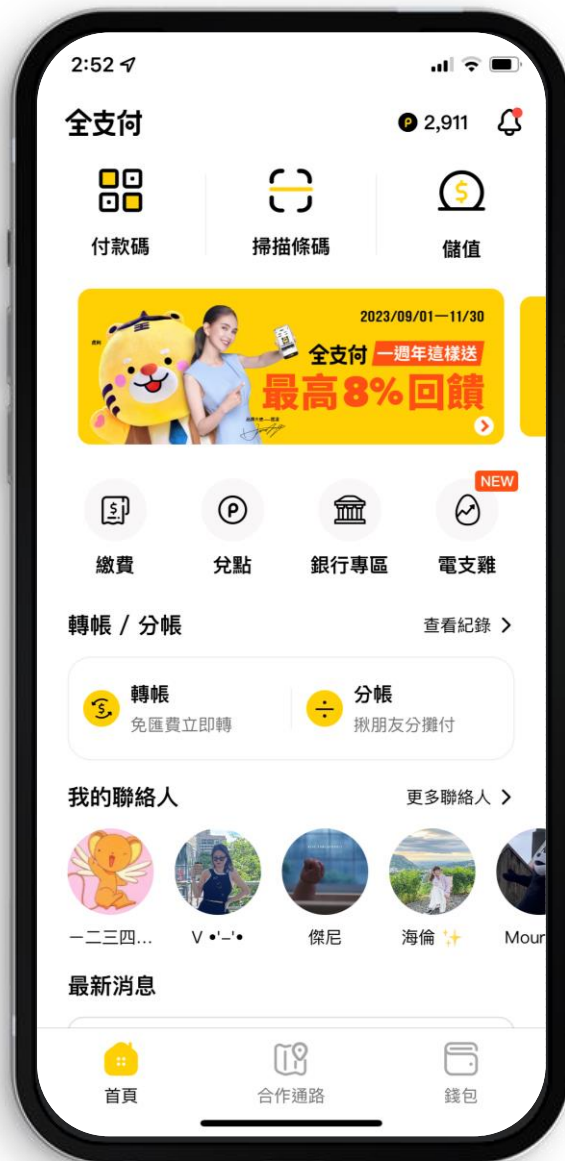 2:52
全支付
P 2,911
付款碼
掃描條碼
儲值
2023/09/01—11/30
全支付 一週年這樣送
最高8%回饋
NEW
繳費
兌點
銀行專區
電支雞
轉帳 / 分帳
查看紀錄
轉帳
免匯費立即轉
分帳
揪朋友分攤付
我的聯絡人
更多聯絡人
一二三四...
V •'–'•
傑尼
海倫 ✨
Mour
最新消息
首頁
合作通路
錢包